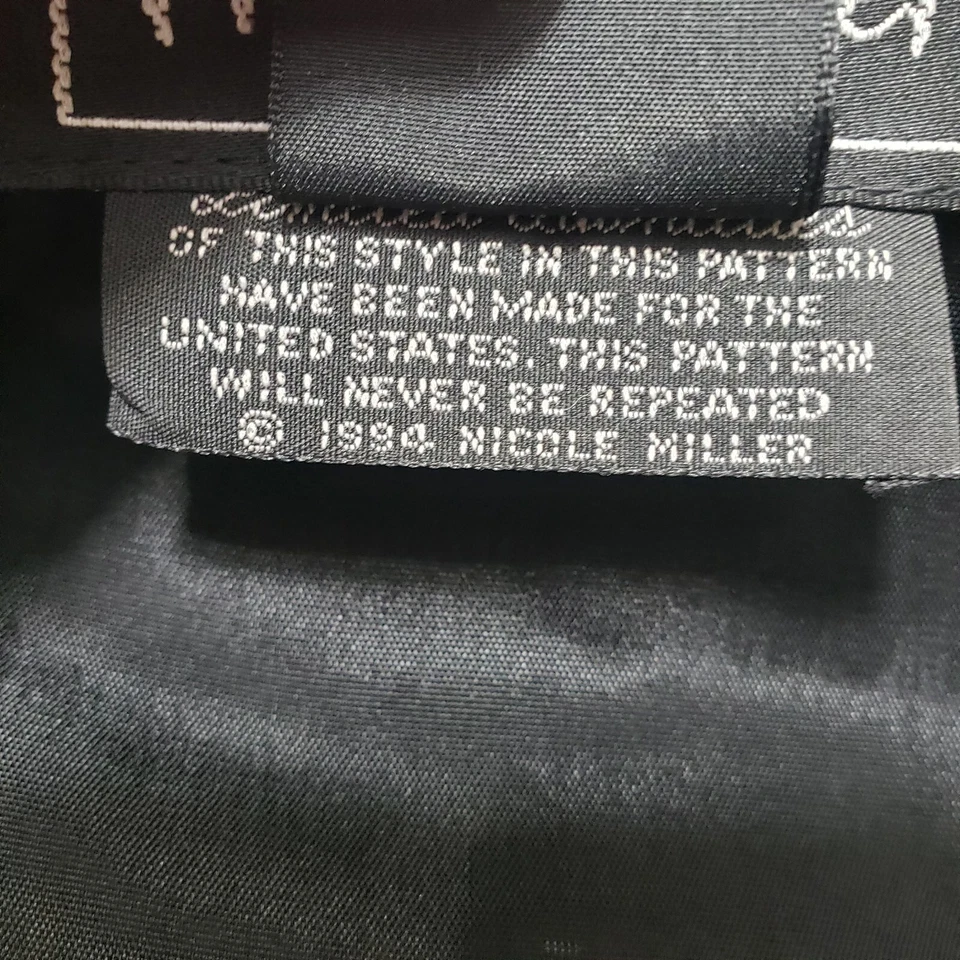 OF THIS STYLE IN THIS PATTERN
HAVE BEEN MADE FOR THE
UNITED STATES. THIS PATTERN
WILL NEVER BE REPEATED
© 1994 NICOLE MILLER